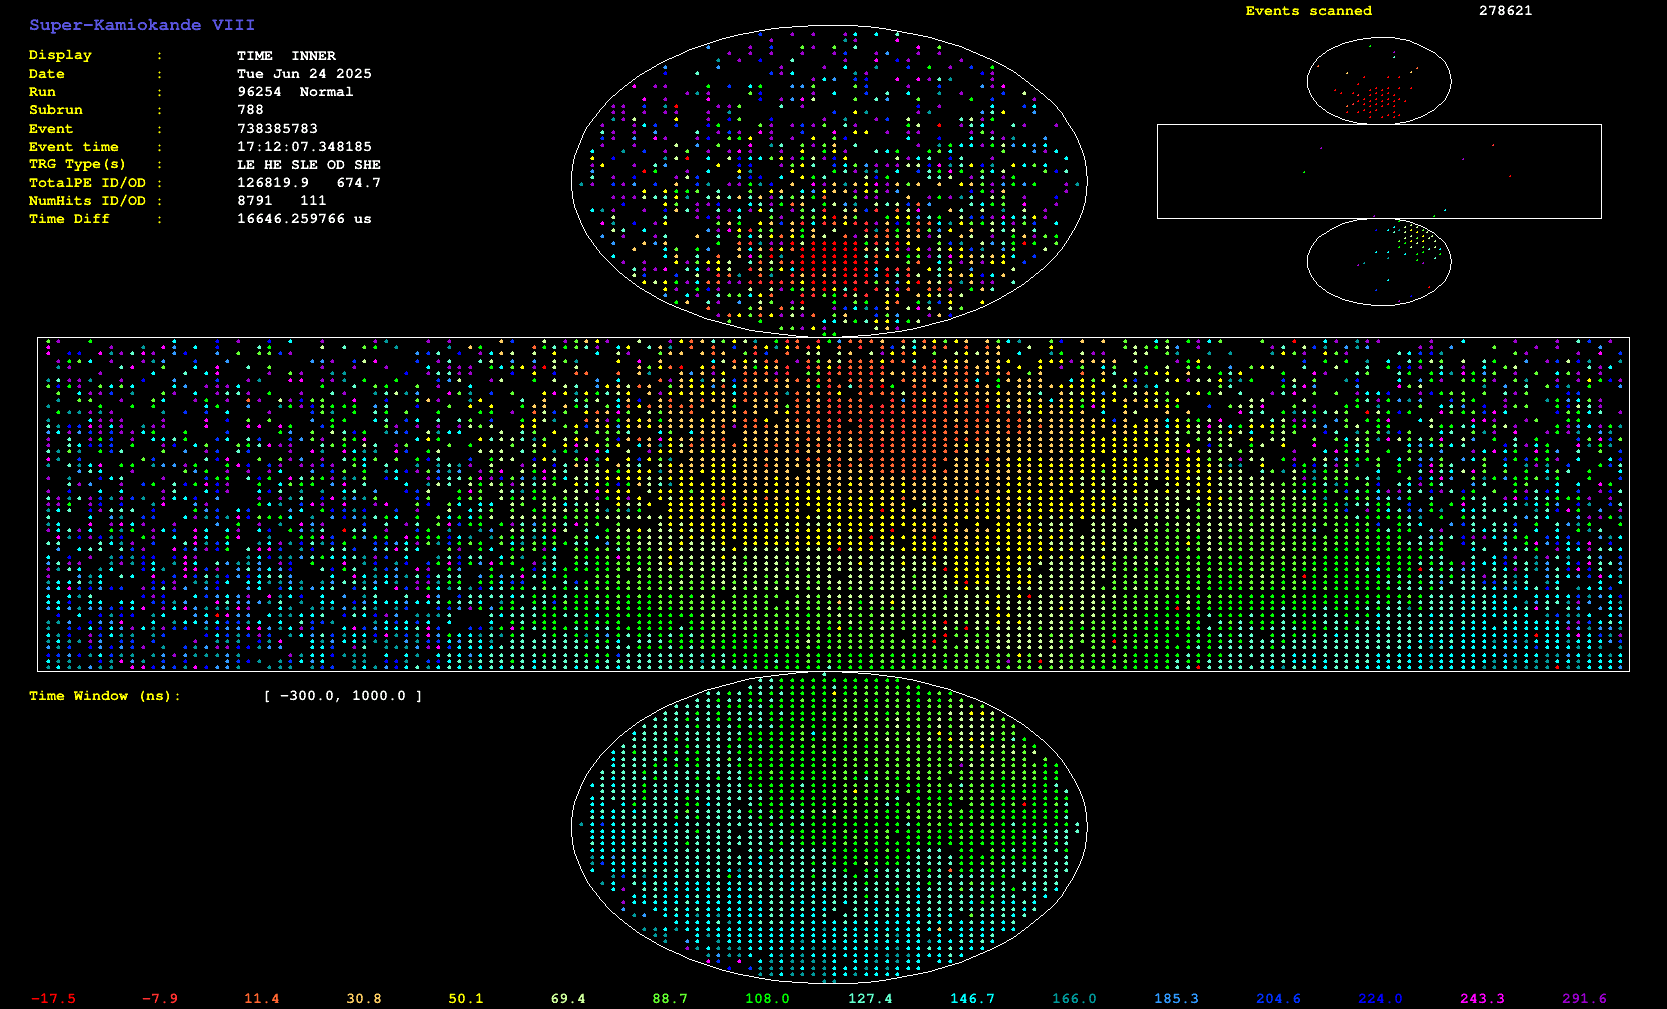 Super-Kamiokande VIII
Events scanned 278621
Display : TIME INNER
Date : Tue Jun 24 2025
Run : 96254 Normal
Subrun : 788
Event : 738385783
Event time : 17:12:07.348185
TRG Type(s) : LE HE SLE OD SHE
TotalPE ID/OD : 126819.9 674.7
NumHits ID/OD : 8791 111
Time Diff : 16646.259766 us
Time Window (ns): [ -300.0, 1000.0 ]
-17.5 -7.9 11.4 30.8 50.1 69.4 88.7 108.0 127.4 146.7 166.0 185.3 204.6 224.0 243.3 291.6